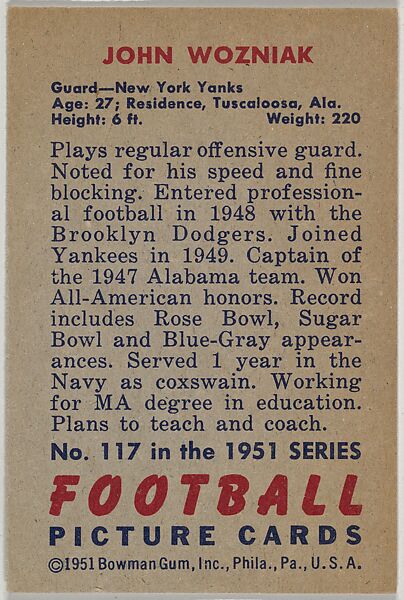 JOHN WOZNIAK
Guard—New York Yanks
Age: 27; Residence, Tuscaloosa, Ala.
Height: 6 ft. Weight: 220
Plays regular offensive guard.
Noted for his speed and fine
blocking. Entered profession-
al football in 1948 with the
Brooklyn Dodgers. Joined
Yankees in 1949. Captain of
the 1947 Alabama team. Won
All-American honors. Record
includes Rose Bowl, Sugar
Bowl and Blue-Gray appear-
ances. Served 1 year in the
Navy as coxswain. Working
for MA degree in education.
Plans to teach and coach.
No. 117 in the 1951 SERIES
FOOTBALL
PICTURE CARDS
©1951 Bowman Gum, Inc., Phila., Pa., U.S.A.